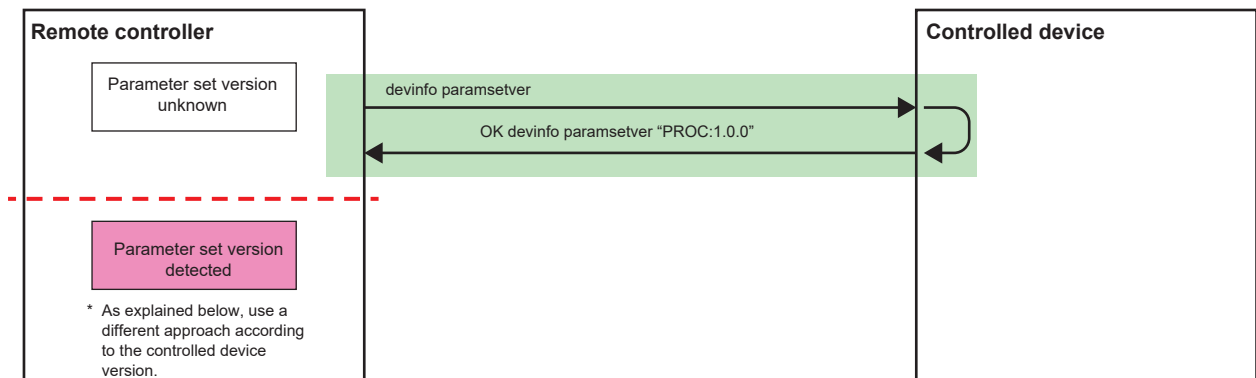 Remote controller
Controlled device
Parameter set version
unknown
devinfo paramsetver
OK devinfo paramsetver “PROC:1.0.0”
Parameter set version
detected
* As explained below, use a
different approach according
to the controlled device
version.